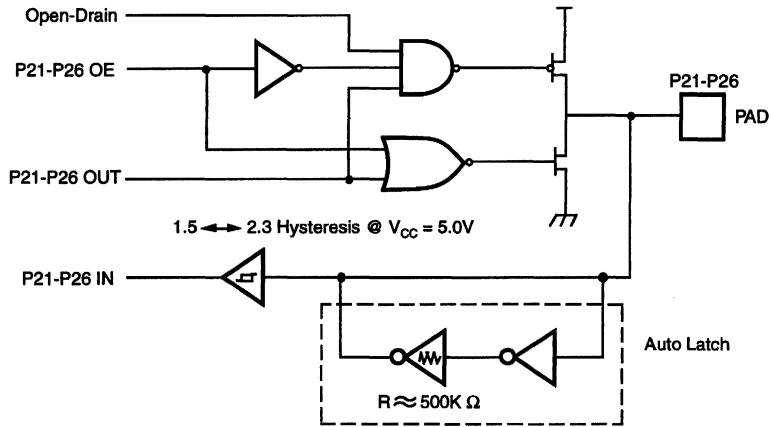 Open-Drain
P21-P26 OE
P21-P26
PAD
P21-P26 OUT
1.5 ↔ 2.3 Hysteresis @ VCC = 5.0V
P21-P26 IN
Auto Latch
R ≈ 500K Ω